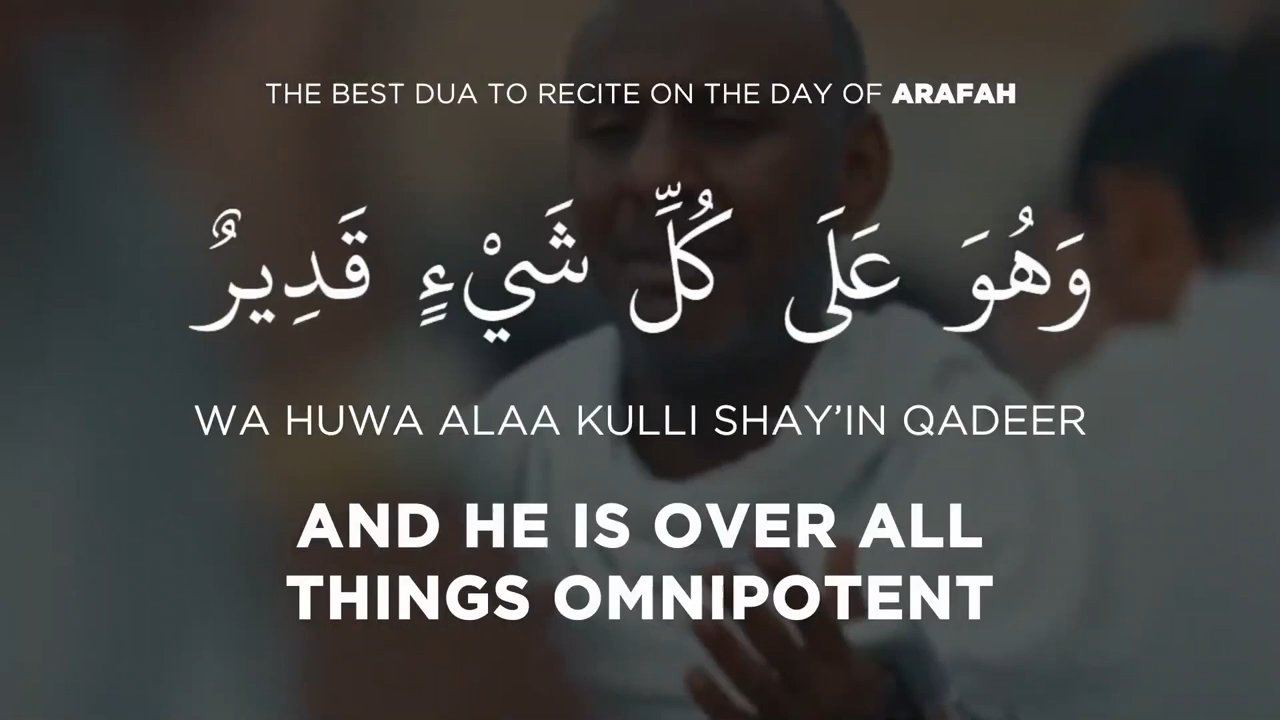 THE BEST DUA TO RECITE ON THE DAY OF ARAFAH
وَهُوَ عَلَى كُلِّ شَيْءٍ قَدِيرٌ
WA HUWA ALAA KULLI SHAY’IN QADEER
AND HE IS OVER ALL
THINGS OMNIPOTENT